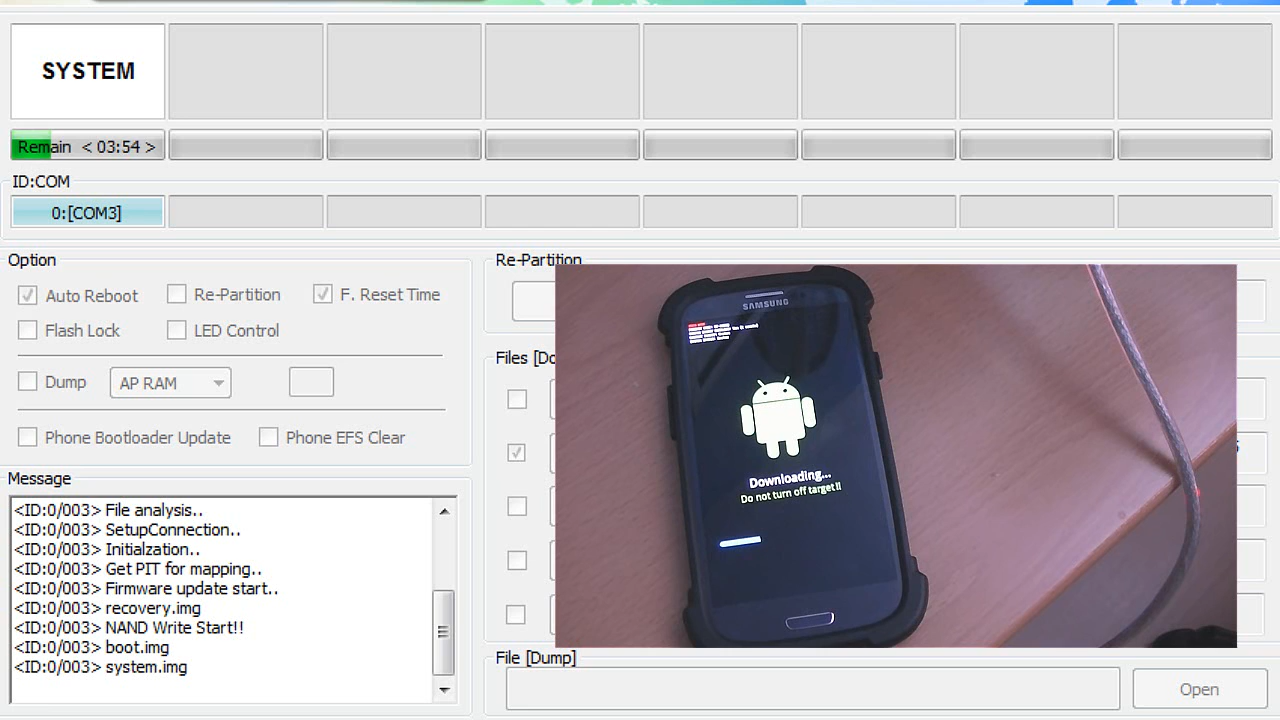 SYSTEM
Remain < 03:54 >
ID:COM
0:[COM3]
Option
Auto Reboot
Re-Partition
F. Reset Time
Flash Lock
LED Control
Dump
AP RAM
Phone Bootloader Update
Phone EFS Clear
Message
<ID:0/003> File analysis..
<ID:0/003> SetupConnection..
<ID:0/003> Initialzation..
<ID:0/003> Get PIT for mapping..
<ID:0/003> Firmware update start..
<ID:0/003> recovery.img
<ID:0/003> NAND Write Start!!
<ID:0/003> boot.img
<ID:0/003> system.img
Re-Partition
Files [Do
SAMSUNG
Downloading...
Do not turn off target!!
File [Dump]
Open